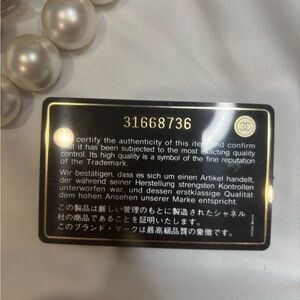 31668736
certify the authenticity of this item and confirm
that it has been subjected to the most exacting quality
control. Its high quality is a symbol of the fine reputation
of the Trademark.
Wir bestätigen, dass es sich um einen Artikel handelt,
der während seiner Herstellung strengsten Kontrollen
unterworfen war, und dessen erstklassige Qualität
dem hohen Ansehen unserer Marke entspricht.
この製品は厳しい管理のもとに製造されたシャネル
社の商品であることを証明いたします。
このブランド・マークは最高級品質の象徴です。